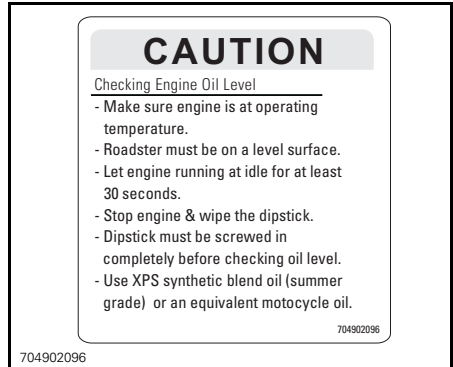 CAUTION
Checking Engine Oil Level
- Make sure engine is at operating
temperature.
- Roadster must be on a level surface.
- Let engine running at idle for at least
30 seconds.
- Stop engine & wipe the dipstick.
- Dipstick must be screwed in
completely before checking oil level.
- Use XPS synthetic blend oil (summer
grade) or an equivalent motocycle oil.
704902096
704902096